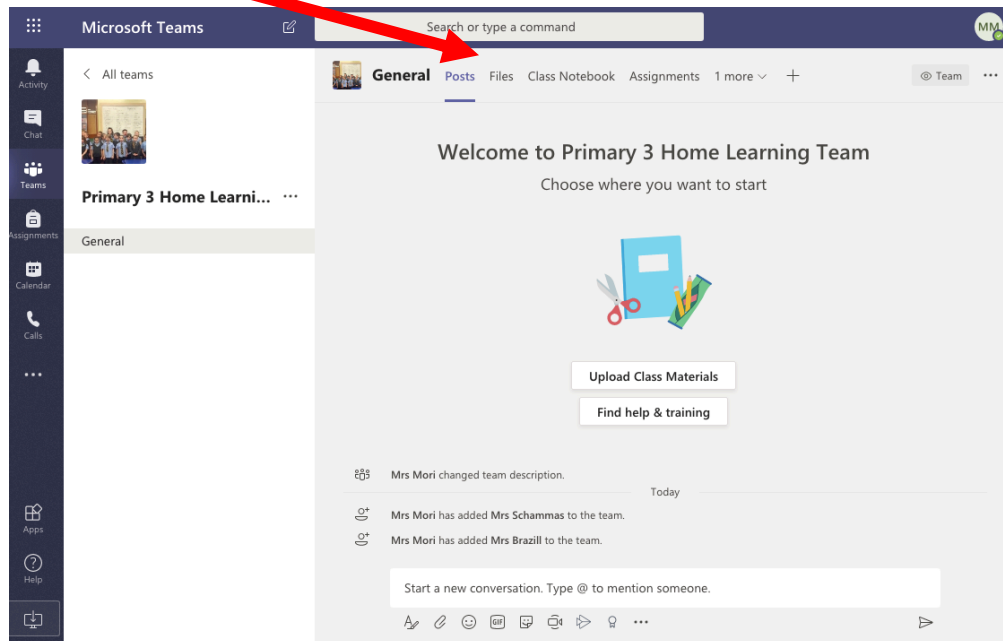 Microsoft Teams
Search or type a command
MM
Activity
Chat
Teams
Assignments
Calendar
Calls
Apps
Help
All teams
Primary 3 Home Learni... 
General
General Posts Files Class Notebook Assignments 1 more
Team
Welcome to Primary 3 Home Learning Team
Choose where you want to start
Upload Class Materials
Find help & training
Mrs Mori changed team description.
Today
Mrs Mori has added Mrs Schammas to the team.
Mrs Mori has added Mrs Brazill to the team.
Start a new conversation. Type @ to mention someone.
GIF